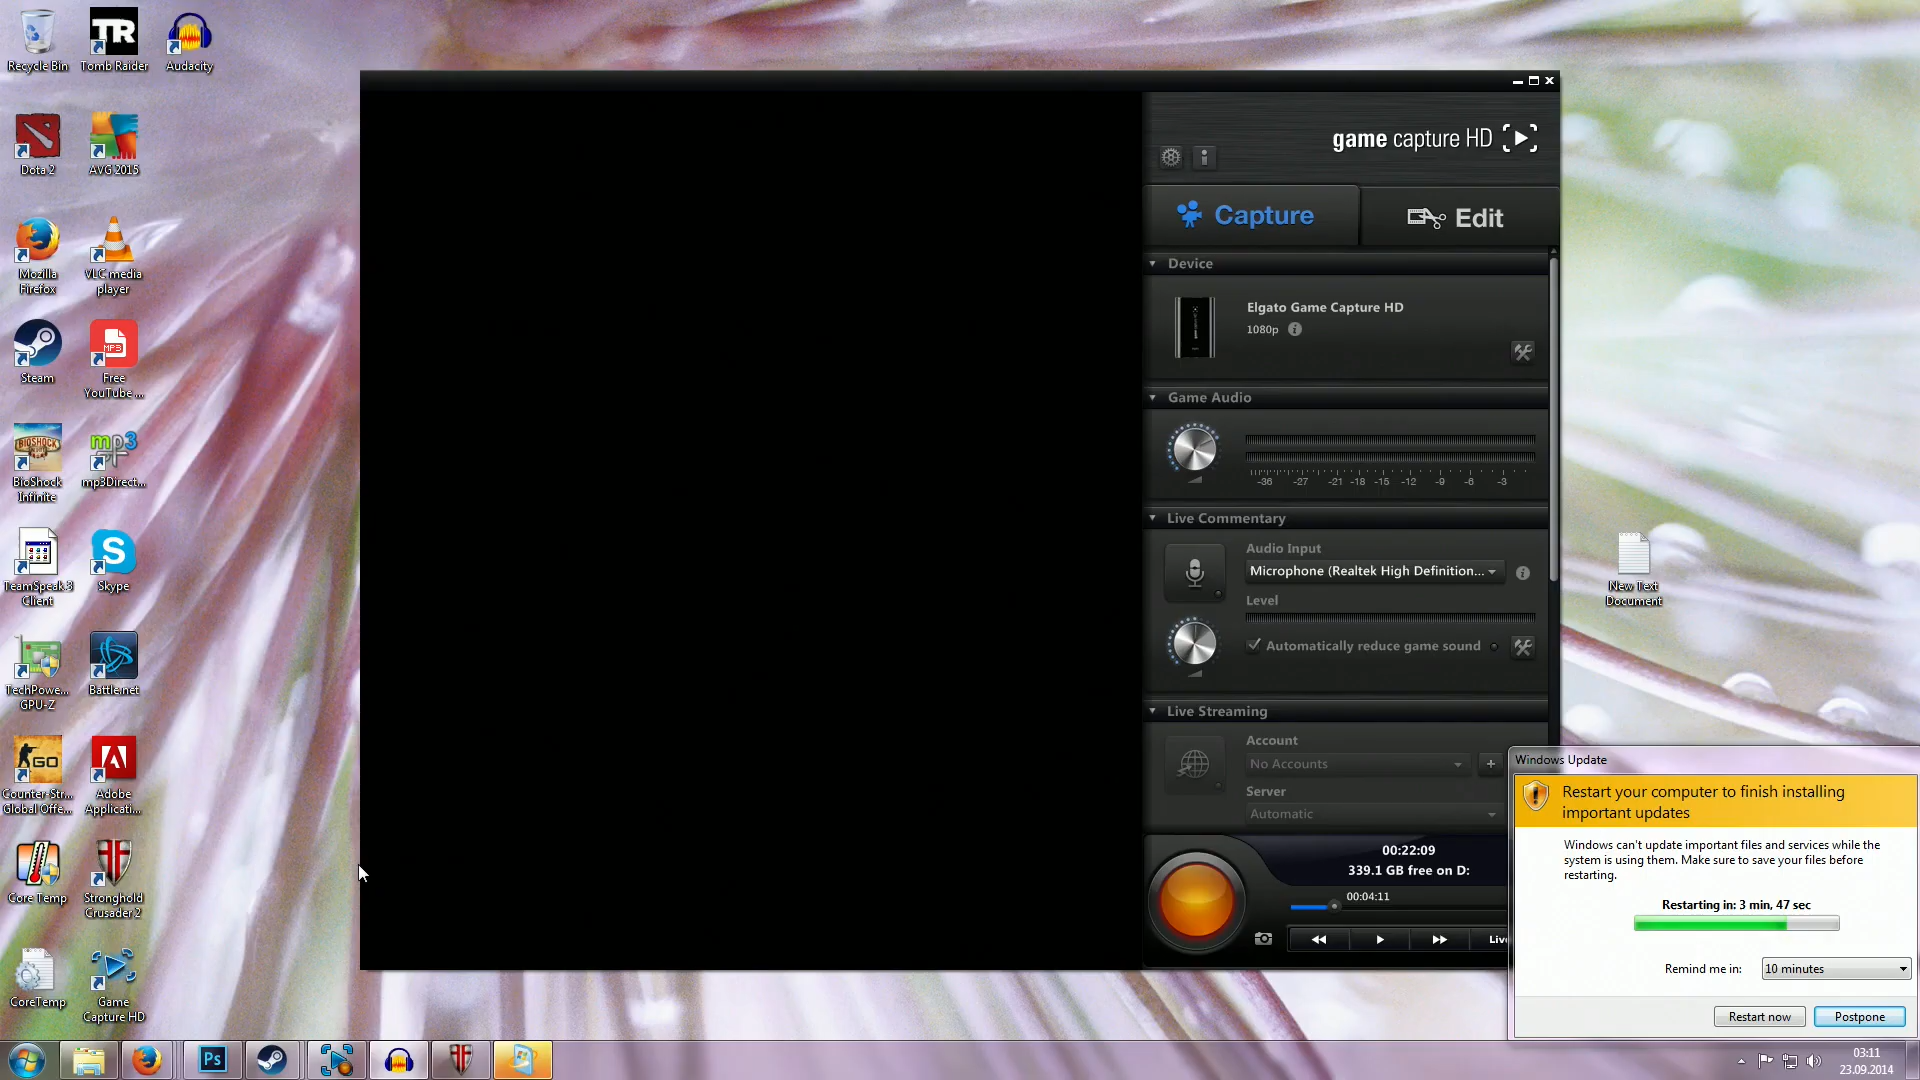 Recycle Bin
Tomb Raider
Audacity
Dota 2
AVG 2015
Mozilla
Firefox
VLC media
player
Steam
Free
YouTube ...
BioShock
Infinite
mp3Direct...
TeamSpeak 3
Client
Skype
TechPowe...
GPU-Z
Battle.net
Counter-Str...
Global Offe...
Adobe
Applicati...
Core Temp
Stronghold
Crusader 2
CoreTemp
Game
Capture HD
TR
MP3
BIOSHOCK
mp3
GO
game capture HD
Capture
Edit
Device
Elgato Game Capture HD
1080p
Game Audio
-36 -27 -21 -18 -15 -12 -9 -6 -3
Live Commentary
Audio Input
Microphone (Realtek High Definition...
Level
Automatically reduce game sound
Live Streaming
Account
No Accounts
Server
Automatic
00:22:09
339.1 GB free on D:
00:04:11
Live
New Text
Document
Windows Update
Restart your computer to finish installing
important updates
Windows can't update important files and services while the
system is using them. Make sure to save your files before
restarting.
Restarting in: 3 min, 47 sec
Remind me in:
10 minutes
Restart now
Postpone
Ps
03:11
23.09.2014